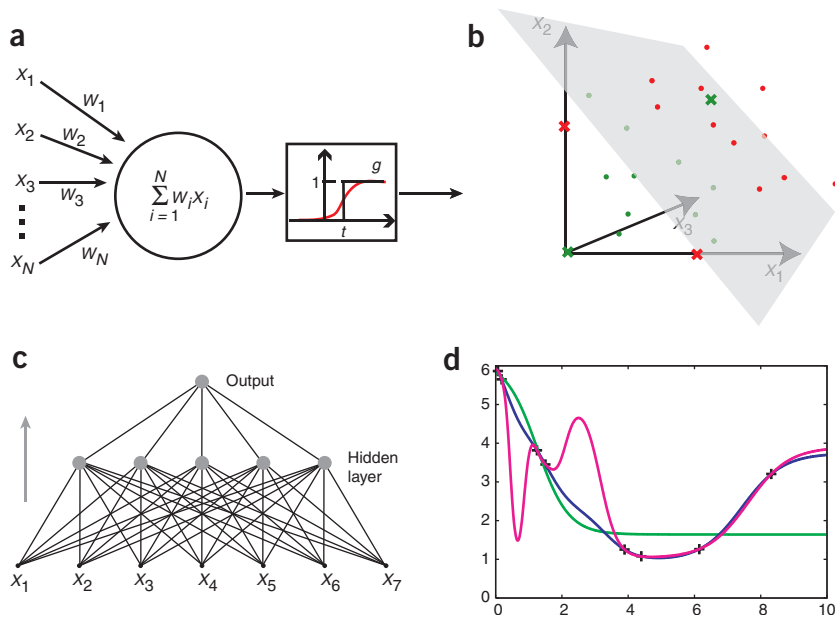 a
X1
W1
X2
W2
X3
W3
XN
WN
N
∑ wiXi
i = 1
1
g
t
b
X2
X3
X1
c
Output
Hidden
layer
X1 X2 X3 X4 X5 X6 X7
d
6
5
4
3
2
1
0
0 2 4 6 8 10